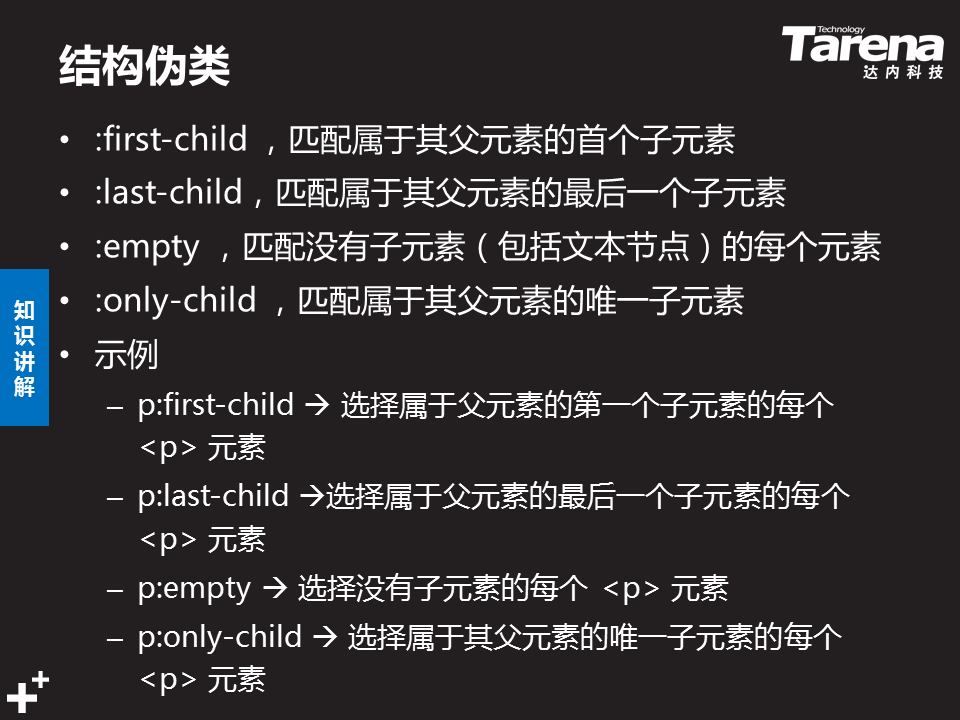 结构伪类
Technology
Tarena
达内科技
• :first-child ，匹配属于其父元素的首个子元素
• :last-child，匹配属于其父元素的最后一个子元素
• :empty ，匹配没有子元素（包括文本节点）的每个元素
• :only-child ，匹配属于其父元素的唯一子元素
• 示例
– p:first-child → 选择属于父元素的第一个子元素的每个
<p> 元素
– p:last-child →选择属于父元素的最后一个子元素的每个
<p> 元素
– p:empty → 选择没有子元素的每个 <p> 元素
– p:only-child → 选择属于其父元素的唯一子元素的每个
<p> 元素
知
识
讲
解